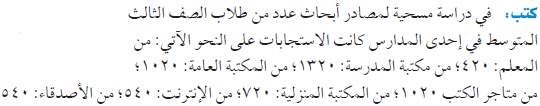 كتب: في دراسة مسحية لمصادر أبحاث عدد من طلاب الصف الثالث
المتوسط في إحدى المدارس كانت الاستجابات على النحو الآتي: من
المعلم: ٤٢٠؛ من مكتبة المدرسة: ١٣٢٠؛ من المكتبة العامة: ١٠٢٠؛
من متاجر الكتب ١٠٢٠؛ من المكتبة المنزلية: ٧٢٠؛ من الإنترنت: ٥٤٠؛ من الأصدقاء: ٥٤٠